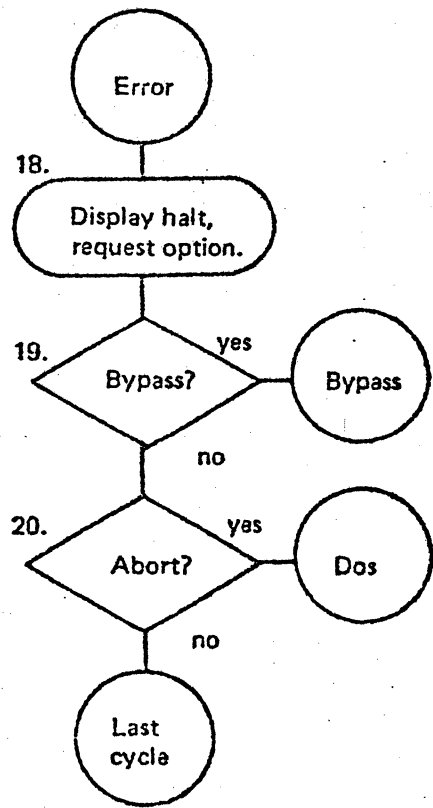 Error
18.
Display halt,
request option.
19.
Bypass?
yes
Bypass
no
20.
Abort?
yes
Dos
no
Last
cycle